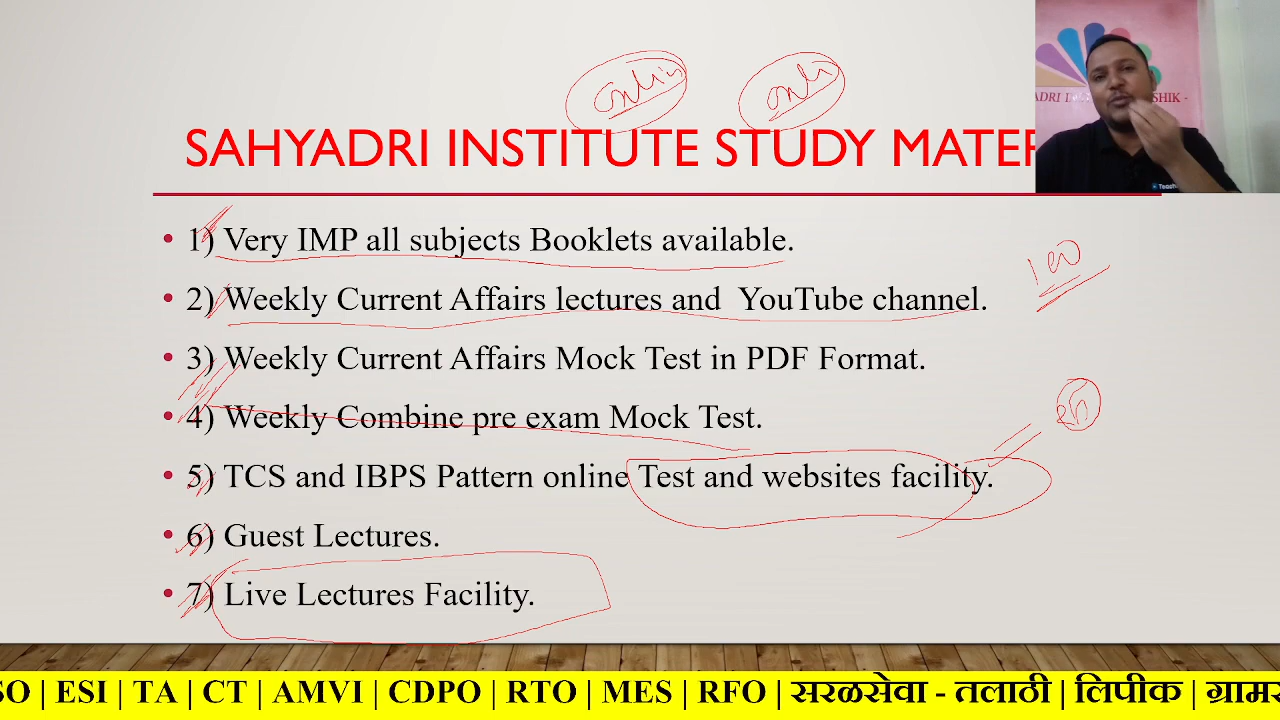 SAHYADRI INSTITUTE STUDY MATER
SHIK -
• 1) Very IMP all subjects Booklets available.
100
• 2) Weekly Current Affairs lectures and YouTube channel.
• 3) Weekly Current Affairs Mock Test in PDF Format.
• 4) Weekly Combine pre exam Mock Test.
• 5) TCS and IBPS Pattern online Test and websites facility.
• 6) Guest Lectures.
• 7) Live Lectures Facility.
SO | ESI | TA | CT | AMVI | CDPO | RTO | MES | RFO | सरळसेवा - तलाठी | लिपीक | ग्रामस